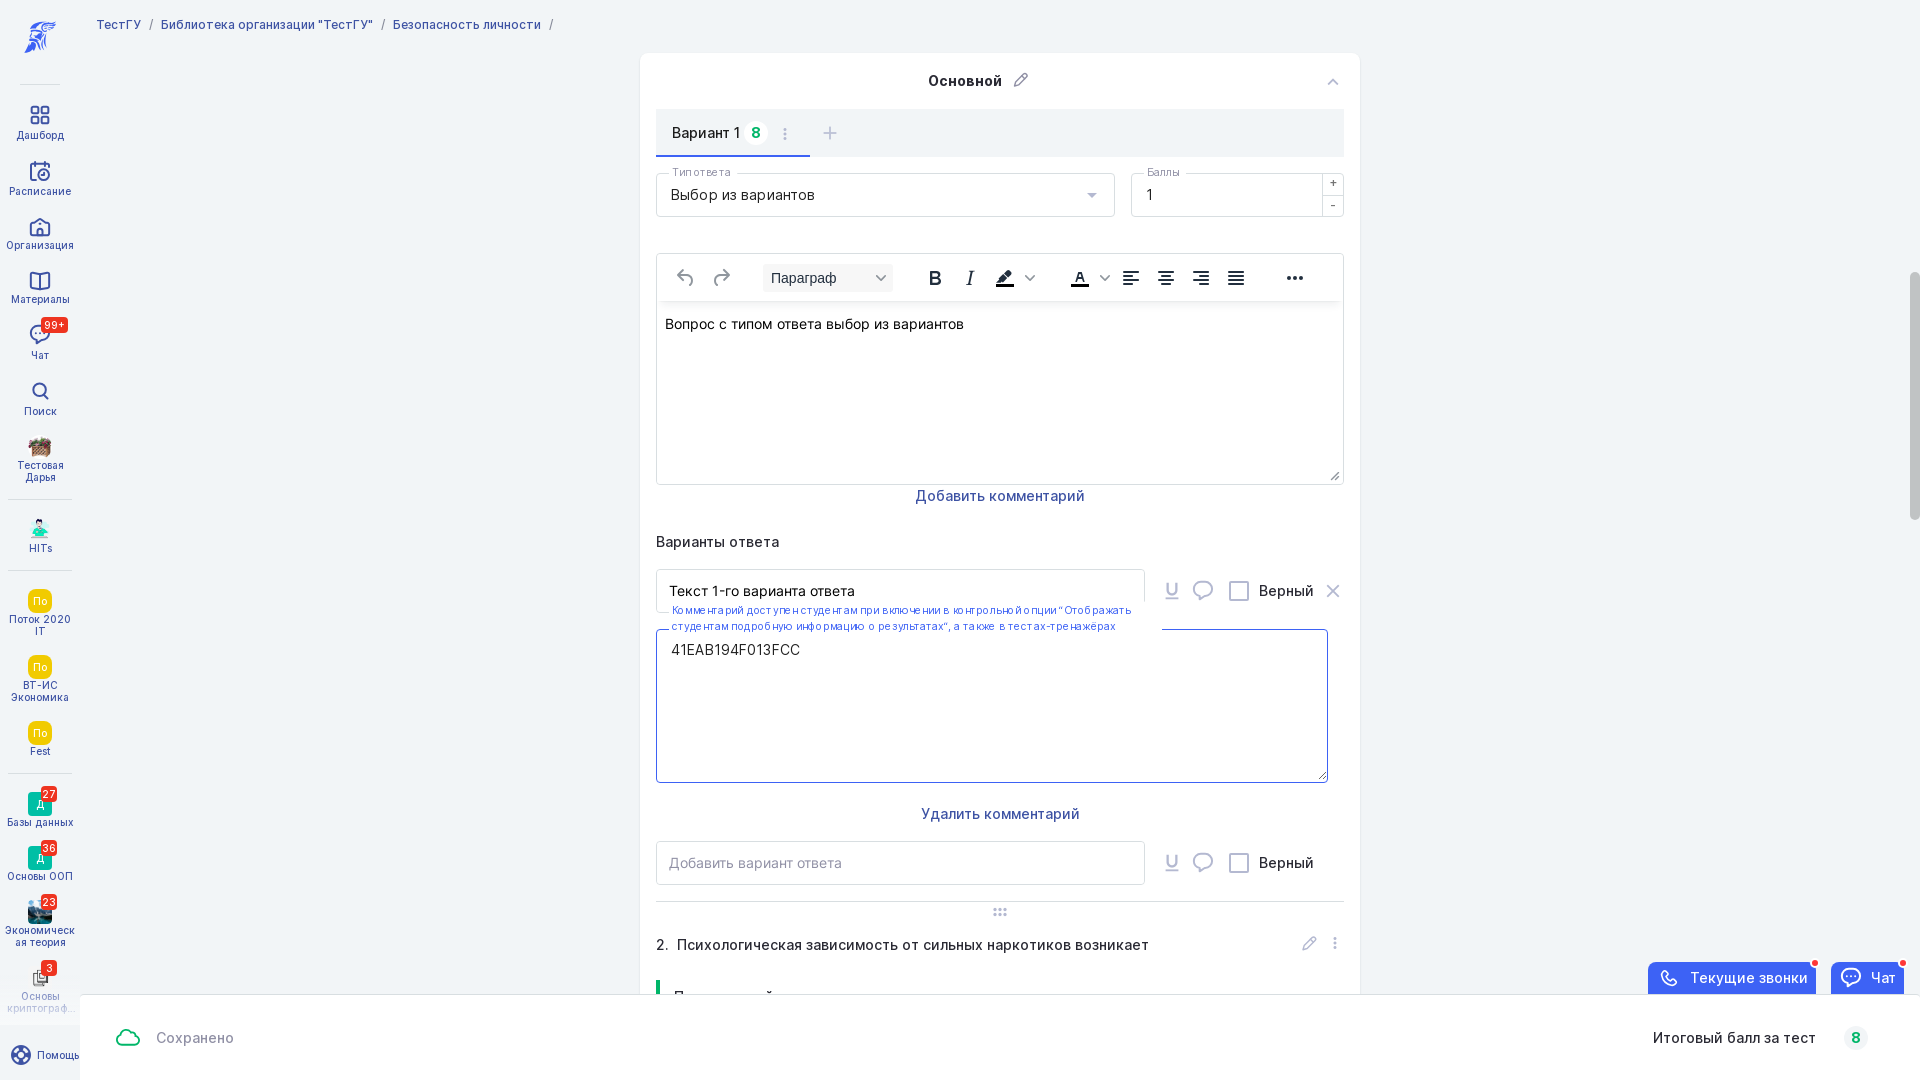 ТестГУ / Библиотека организации "ТестГУ" / Безопасность личности /
Дашборд
Расписание
Организация
Материалы
99+
Чат
Поиск
Тестовая
Дарья
HITs
По
Поток 2020
IT
По
ВТ-ИС
Экономика
По
Fest
27
Д
Базы данных
36
Д
Основы ООП
23
Экономическ
ая теория
3
Основы
криптограф...
Помощь
Основной
Вариант 1 8
Тип ответа
Выбор из вариантов
Баллы
1
+
-
Параграф
Вопрос с типом ответа выбор из вариантов
Добавить комментарий
Варианты ответа
Текст 1-го варианта ответа
Верный
Комментарий доступен студентам при включении в контрольной опции “Отображать
студентам подробную информацию о результатах”, а также в тестах-тренажёрах
41EAB194F013FCC
Удалить комментарий
Добавить вариант ответа
Верный
2. Психологическая зависимость от сильных наркотиков возникает
Текущие звонки
Чат
Сохранено
Итоговый балл за тест 8